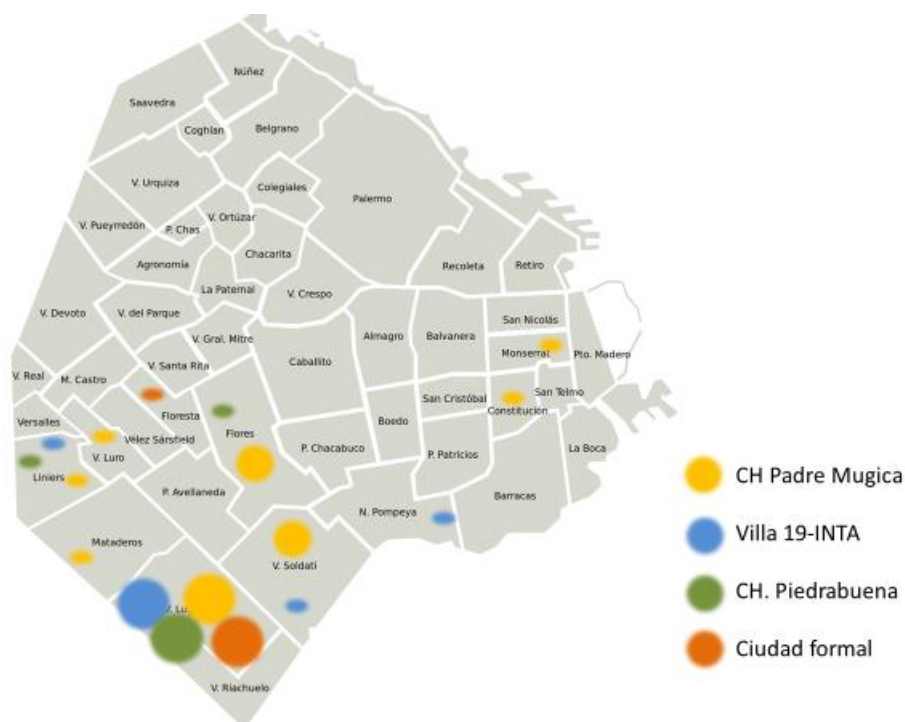 Núñez
Saavedra
Coghlan
Belgrano
V. Urquiza
Colegiales
Palermo
V. Pueyrredón
V. Ortúzar
P. Chas
Agronomía
Chacarita
Recoleta
Retiro
La Paternal
V. Crespo
V. Devoto
V. del Parque
San Nicolás
V. Gral. Mitre
Almagro
Balvanera
Caballito
Monserrat
Pto. Madero
V. Real
M. Castro
V. Santa Rita
San Telmo
San Cristóbal
Constitución
Versalles
Floresta
Vélez Sársfield
Flores
Boedo
P. Chacabuco
P. Patricios
La Boca
V. Luro
Liniers
P. Avellaneda
Barracas
N. Pompeya
Mataderos
V. Soldati
V. Lu
V. Riachuelo
CH Padre Mugica
Villa 19-INTA
CH. Piedrabuena
Ciudad formal